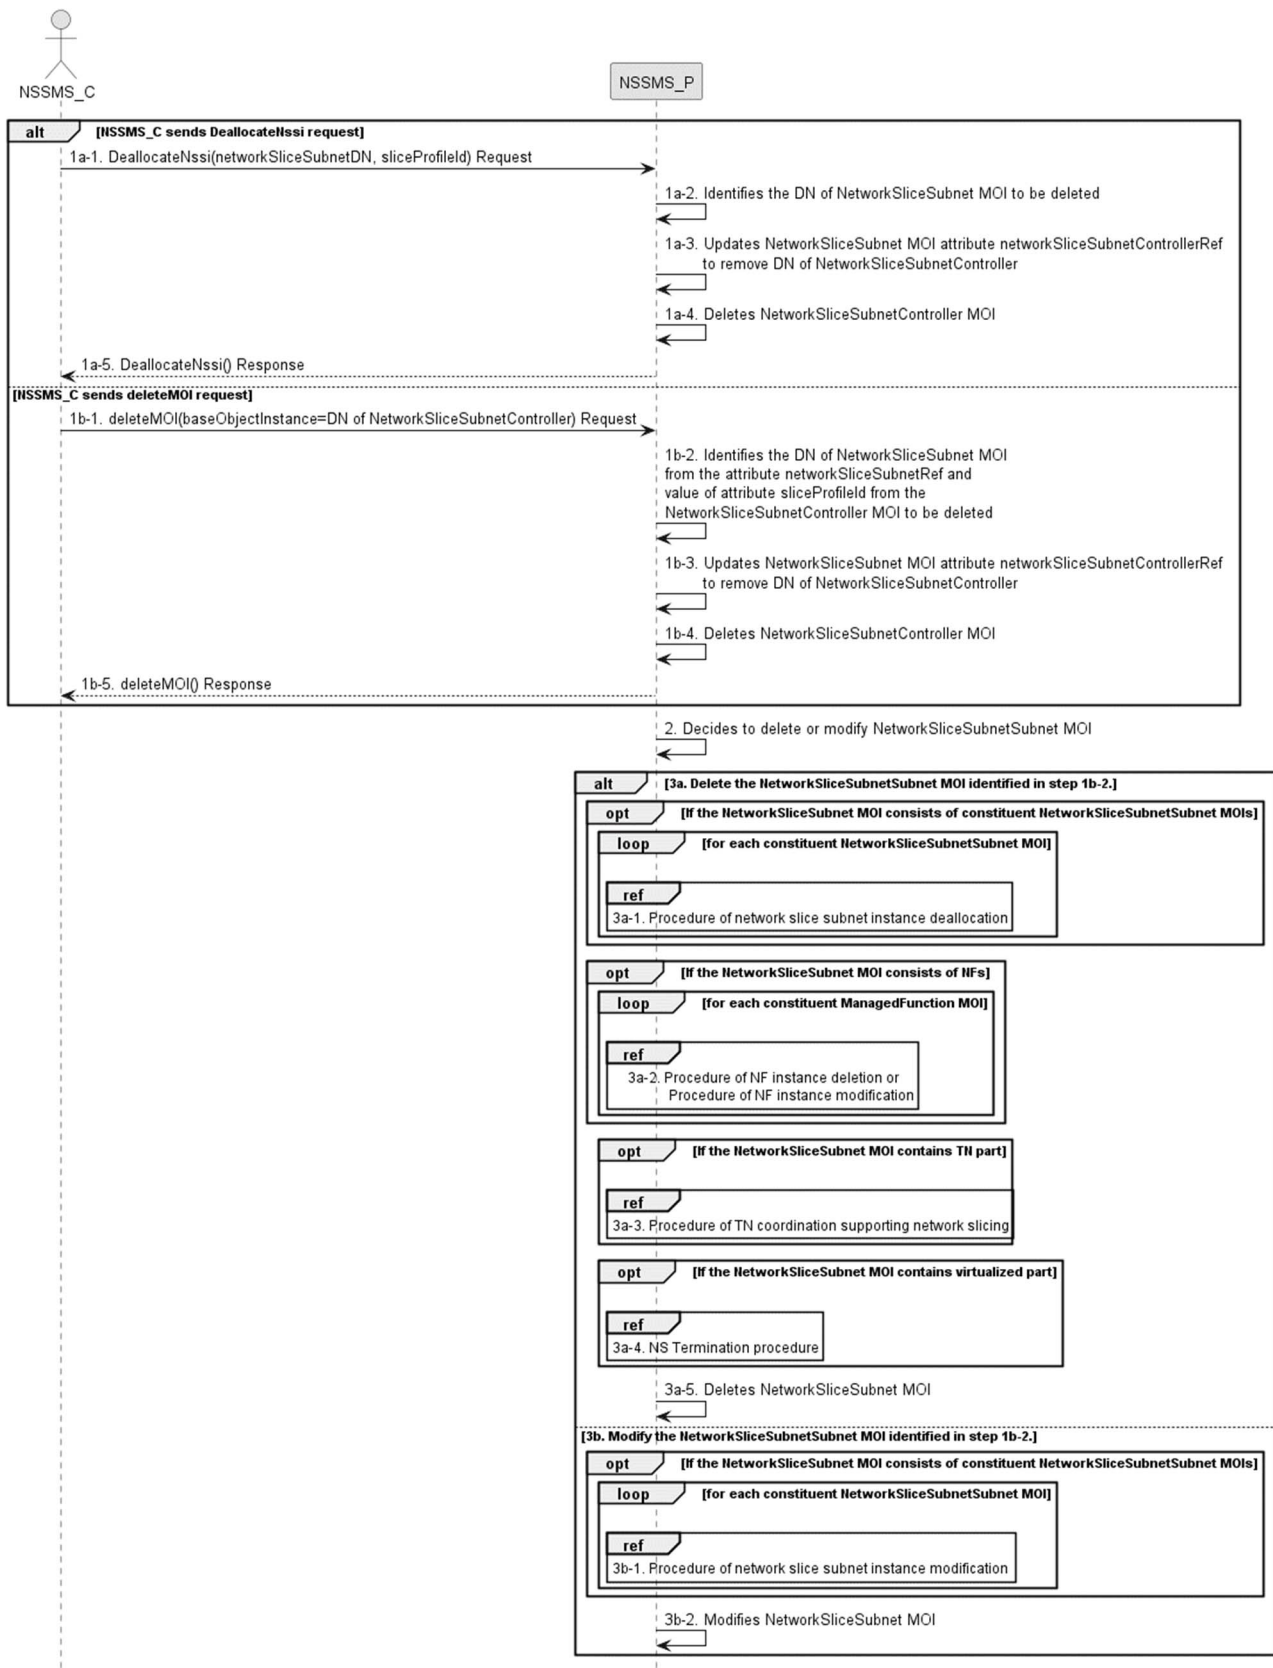 NSSMS_C
NSSMS_P
alt [NSSMS_C sends DeallocateNssi request]
1a-1. DeallocateNssi(networkSliceSubnetDN, sliceProfileId) Request
1a-2. Identifies the DN of NetworkSliceSubnet MOI to be deleted
1a-3. Updates NetworkSliceSubnet MOI attribute networkSliceSubnetControllerRef
to remove DN of NetworkSliceSubnetController
1a-4. Deletes NetworkSliceSubnetController MOI
1a-5. DeallocateNssi() Response
[NSSMS_C sends deleteMOI request]
1b-1. deleteMOI(baseObjectInstance=DN of NetworkSliceSubnetController) Request
1b-2. Identifies the DN of NetworkSliceSubnet MOI
from the attribute networkSliceSubnetRef and
value of attribute sliceProfileId from the
NetworkSliceSubnetController MOI to be deleted
1b-3. Updates NetworkSliceSubnet MOI attribute networkSliceSubnetControllerRef
to remove DN of NetworkSliceSubnetController
1b-4. Deletes NetworkSliceSubnetController MOI
1b-5. deleteMOI() Response
2. Decides to delete or modify NetworkSliceSubnetSubnet MOI
alt [3a. Delete the NetworkSliceSubnetSubnet MOI identified in step 1b-2.]
opt [If the NetworkSliceSubnet MOI consists of constituent NetworkSliceSubnetSubnet MOIs]
loop [for each constituent NetworkSliceSubnetSubnet MOI]
ref
3a-1. Procedure of network slice subnet instance deallocation
opt [If the NetworkSliceSubnet MOI consists of NFs]
loop [for each constituent ManagedFunction MOI]
ref
3a-2. Procedure of NF instance deletion or
Procedure of NF instance modification
opt [If the NetworkSliceSubnet MOI contains TN part]
ref
3a-3. Procedure of TN coordination supporting network slicing
opt [If the NetworkSliceSubnet MOI contains virtualized part]
ref
3a-4. NS Termination procedure
3a-5. Deletes NetworkSliceSubnet MOI
[3b. Modify the NetworkSliceSubnetSubnet MOI identified in step 1b-2.]
opt [If the NetworkSliceSubnet MOI consists of constituent NetworkSliceSubnetSubnet MOIs]
loop [for each constituent NetworkSliceSubnetSubnet MOI]
ref
3b-1. Procedure of network slice subnet instance modification
3b-2. Modifies NetworkSliceSubnet MOI